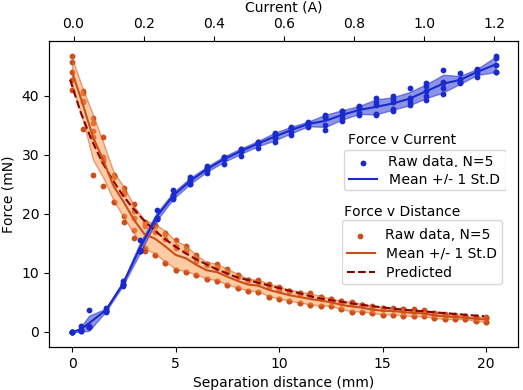 Current (A)
0.0 0.2 0.4 0.6 0.8 1.0 1.2
Force (mN)
40
30
20
10
0
Force v Current
Raw data, N=5
Mean +/- 1 St.D
Force v Distance
Raw data, N=5
Mean +/- 1 St.D
Predicted
0 5 10 15 20
Separation distance (mm)